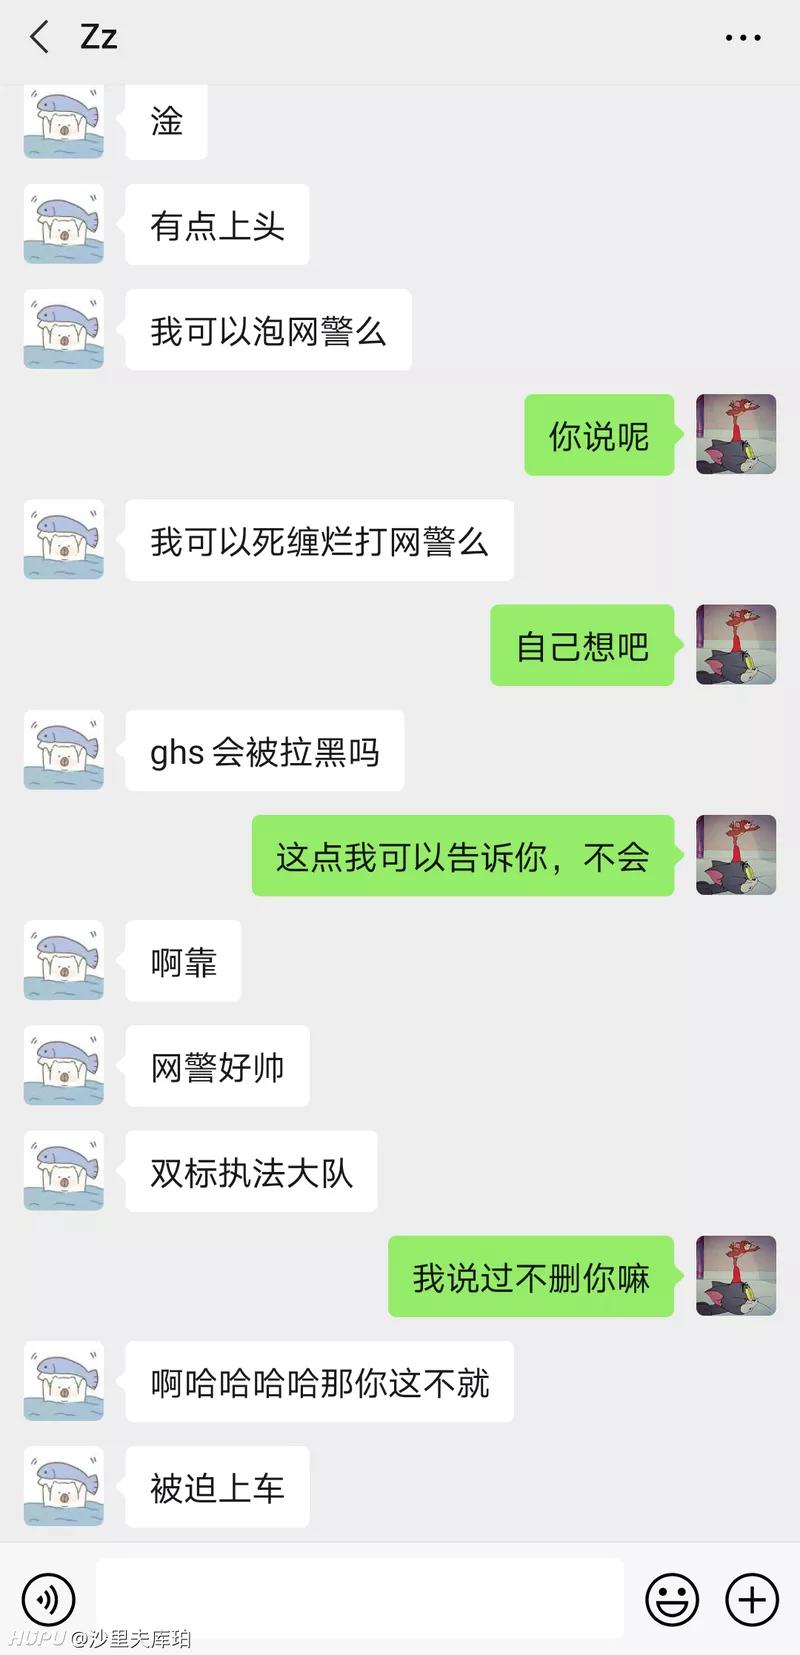 Zz
淦
有点上头
我可以泡网警么
你说呢
我可以死缠烂打网警么
自己想吧
ghs 会被拉黑吗
这点我可以告诉你，不会
啊靠
网警好帅
双标执法大队
我说过不删你嘛
啊哈哈哈哈那你这不就
被迫上车
HUPU @沙里夫库珀